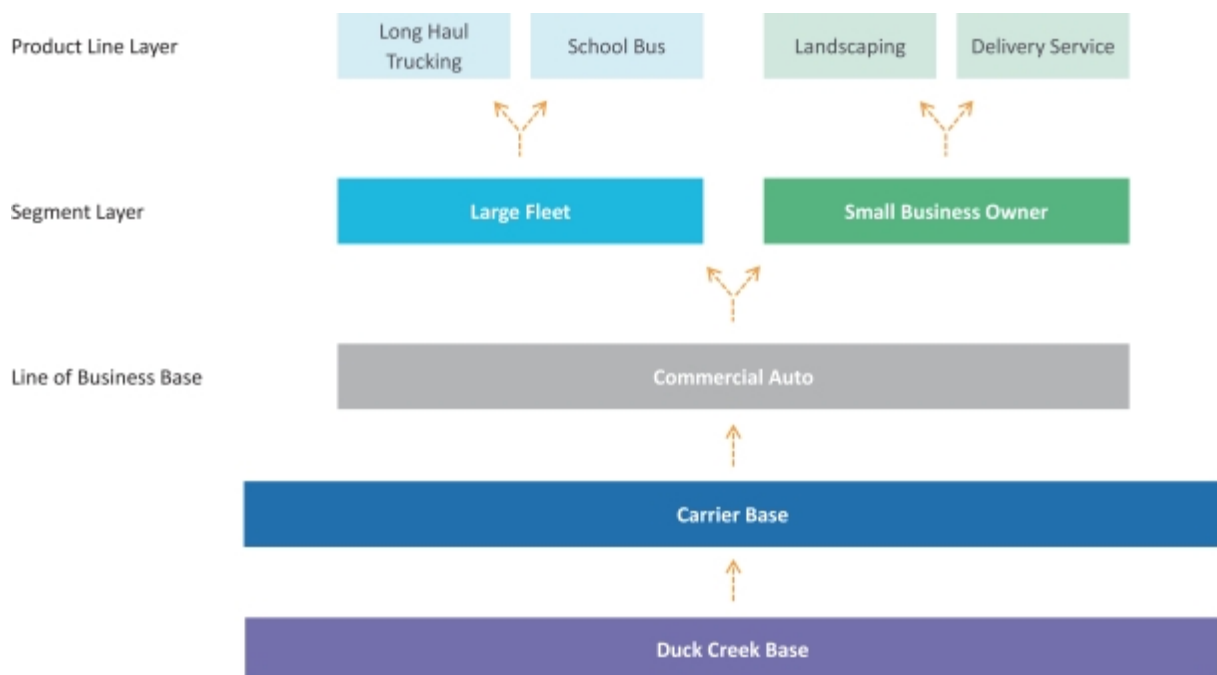 Product Line Layer
Long Haul
Trucking
School Bus
Landscaping
Delivery Service
Segment Layer
Large Fleet
Small Business Owner
Line of Business Base
Commercial Auto
Carrier Base
Duck Creek Base